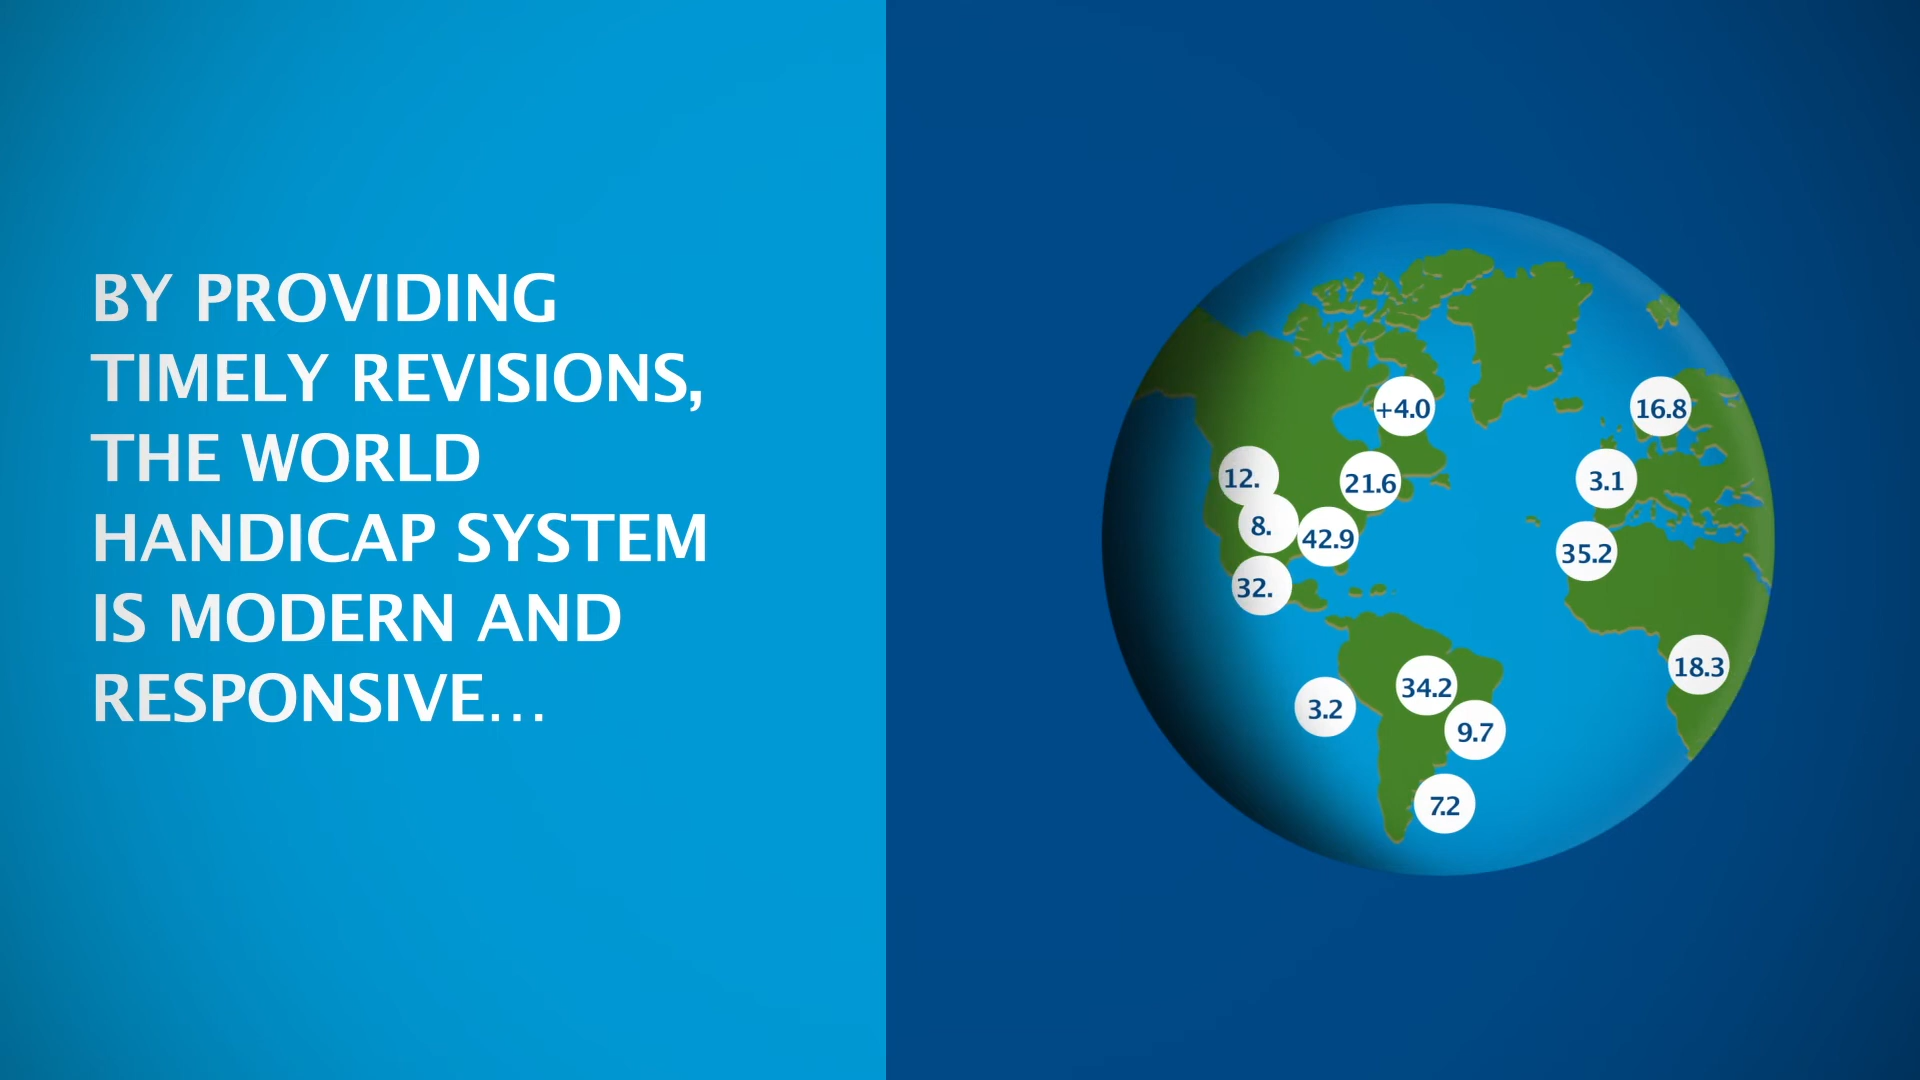 BY PROVIDING
TIMELY REVISIONS,
THE WORLD
HANDICAP SYSTEM
IS MODERN AND
RESPONSIVE...
+4.0
16.8
12.
21.6
3.1
8.
42.9
35.2
32.
18.3
34.2
3.2
9.7
7.2